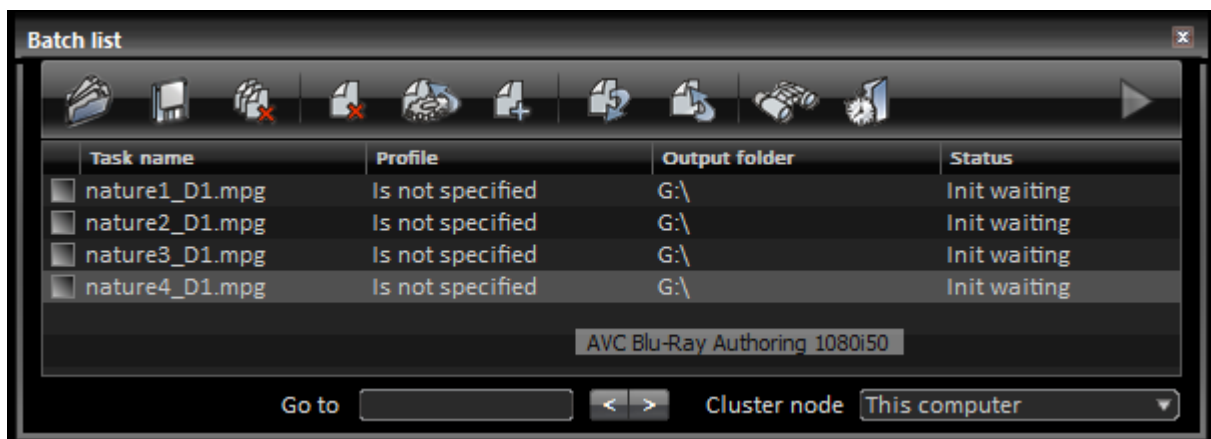 Batch list
Task name Profile Output folder Status
nature1_D1.mpg Is not specified G:\ Init waiting
nature2_D1.mpg Is not specified G:\ Init waiting
nature3_D1.mpg Is not specified G:\ Init waiting
nature4_D1.mpg Is not specified G:\ Init waiting
AVC Blu-Ray Authoring 1080i50
Go to < > Cluster node This computer